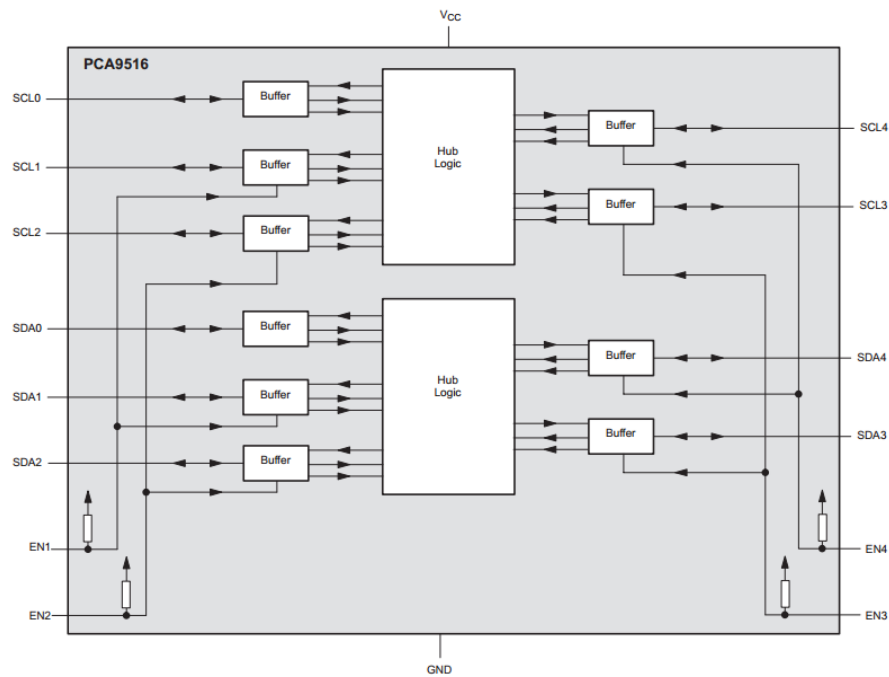 VCC
PCA9516
SCL0
Buffer
Hub
Logic
Buffer
SCL4
SCL1
Buffer
SCL2
Buffer
Buffer
SCL3
SDA0
Buffer
Hub
Logic
Buffer
SDA4
SDA1
Buffer
Buffer
SDA3
SDA2
Buffer
EN1
EN4
EN2
EN3
GND